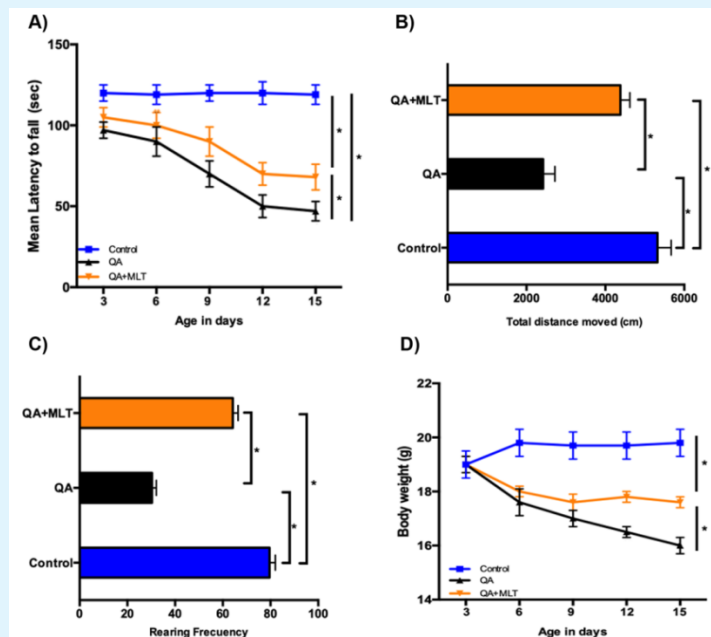 A)
Mean Latency to fall (sec)
150
100
50
0
Control
QA
QA+MLT
3 6 9 12 15
Age in days
*
*
*
B)
QA+MLT
QA
Control
*
*
*
0 2000 4000 6000
Total distance moved (cm)
C)
QA+MLT
QA
Control
*
*
*
0 20 40 60 80 100
Rearing Frecuency
D)
Body weight (g)
22
20
18
16
14
Control
QA
QA+MLT
3 6 9 12 15
Age in days
*
*